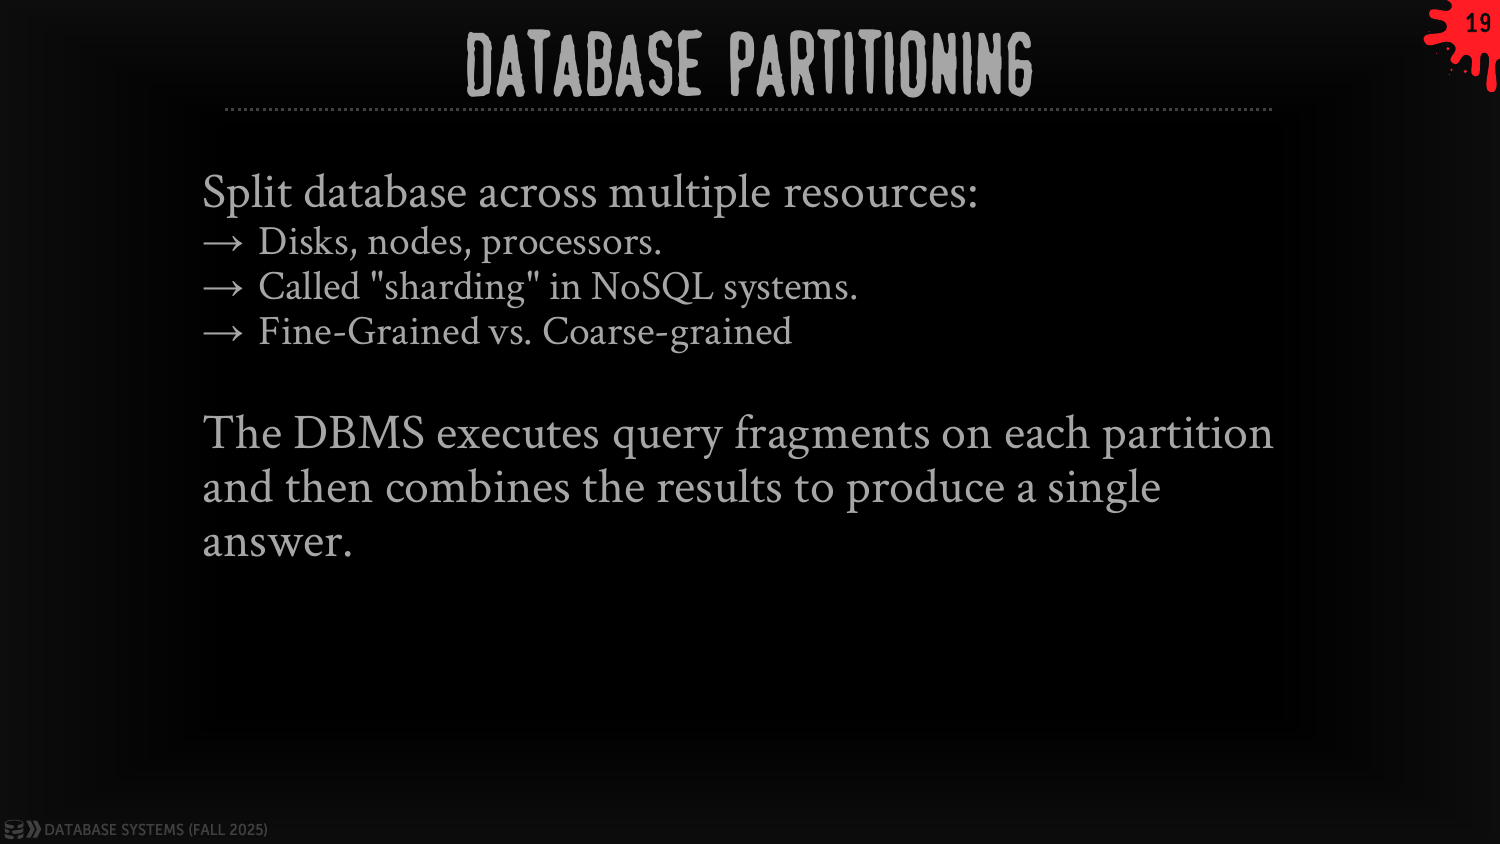 19
DATABASE PARTITIONING
Split database across multiple resources:
→ Disks, nodes, processors.
→ Called "sharding" in NoSQL systems.
→ Fine-Grained vs. Coarse-grained
The DBMS executes query fragments on each partition
and then combines the results to produce a single
answer.
DATABASE SYSTEMS (FALL 2025)